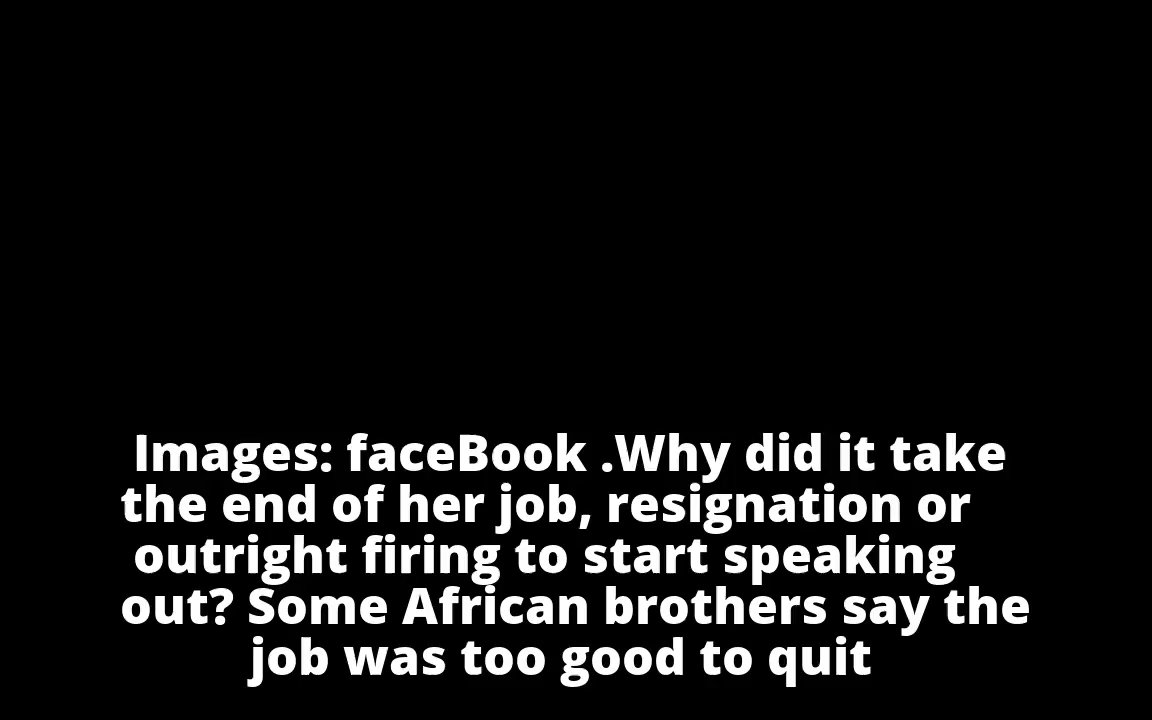 Images: faceBook .Why did it take
the end of her job, resignation or
outright firing to start speaking
out? Some African brothers say the
job was too good to quit